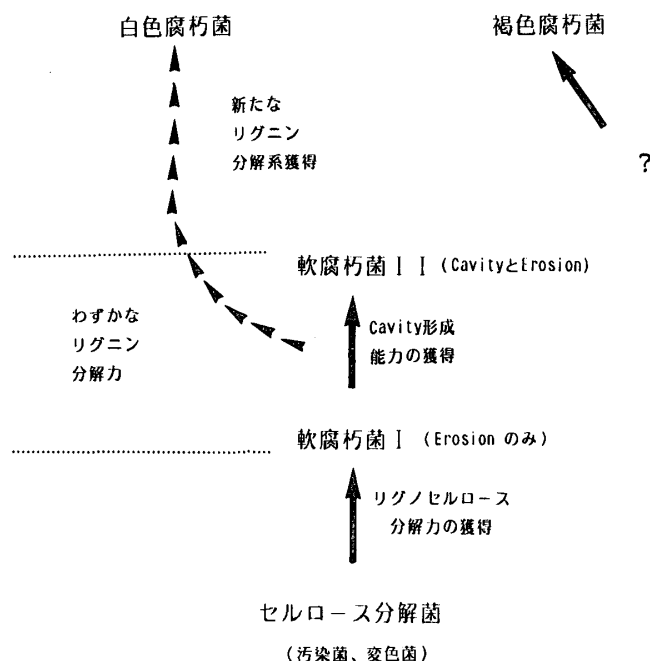 白色腐朽菌
褐色腐朽菌
新たな
リグニン
分解系獲得
?
軟腐朽菌ＩＩ (CavityとErosion)
わずかな
リグニン
分解力
Cavity形成
能力の獲得
軟腐朽菌Ｉ (Erosion のみ)
リグノセルロース
分解力の獲得
セルロース分解菌
(汚染菌、変色菌)